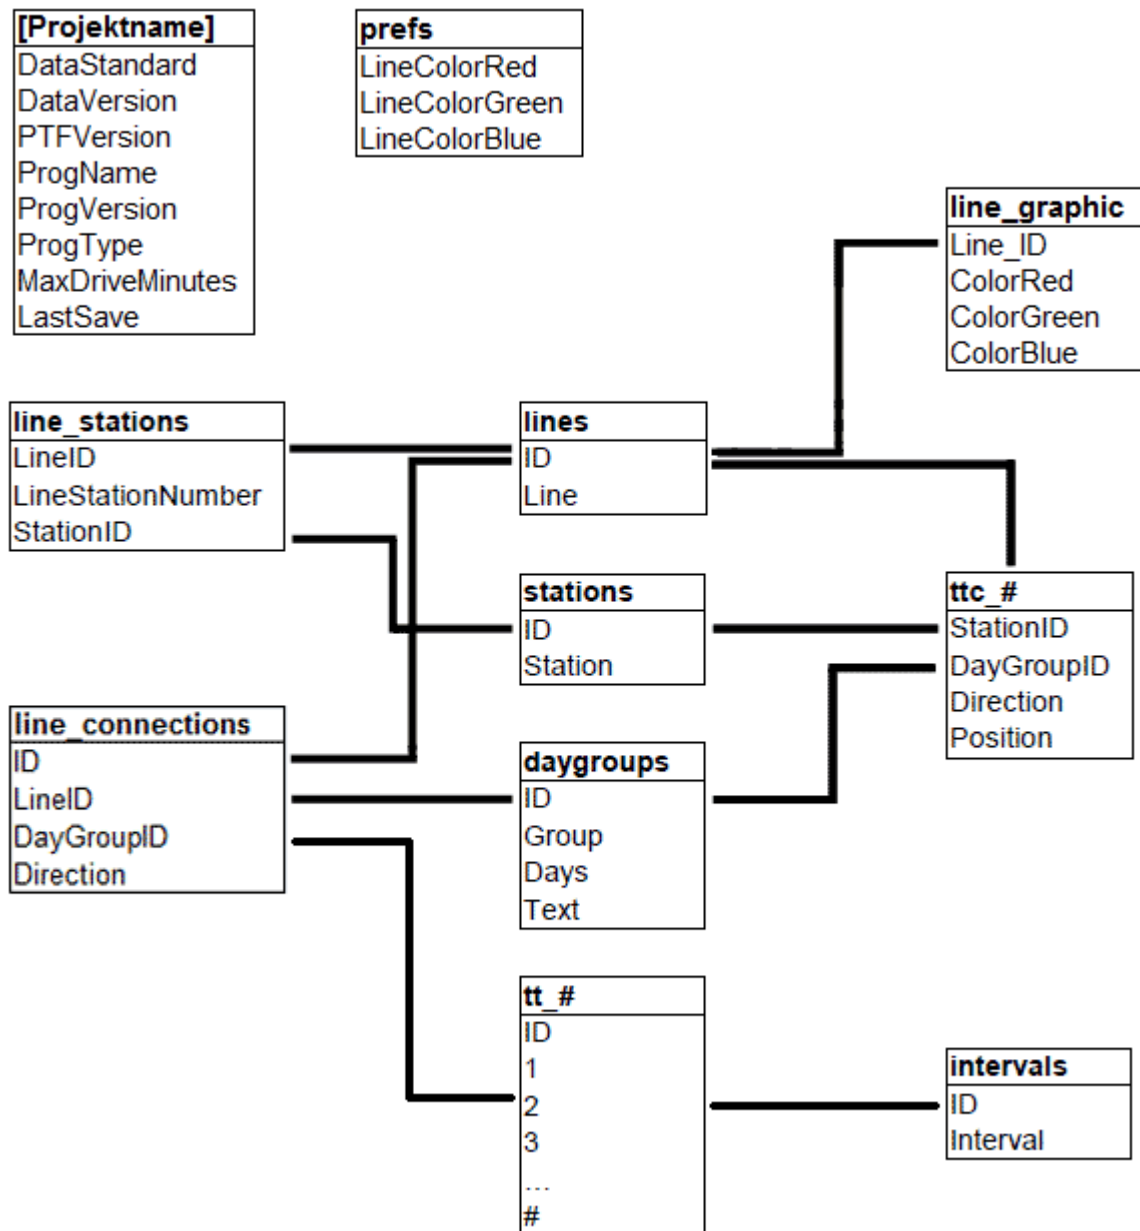 [Projektname]
DataStandard
DataVersion
PTFVersion
ProgName
ProgVersion
ProgType
MaxDriveMinutes
LastSave
prefs
LineColorRed
LineColorGreen
LineColorBlue
line_graphic
Line_ID
ColorRed
ColorGreen
ColorBlue
line_stations
LineID
LineStationNumber
StationID
lines
ID
Line
stations
ID
Station
ttc_#
StationID
DayGroupID
Direction
Position
line_connections
ID
LineID
DayGroupID
Direction
daygroups
ID
Group
Days
Text
tt_#
ID
1
2
3
...
#
intervals
ID
Interval